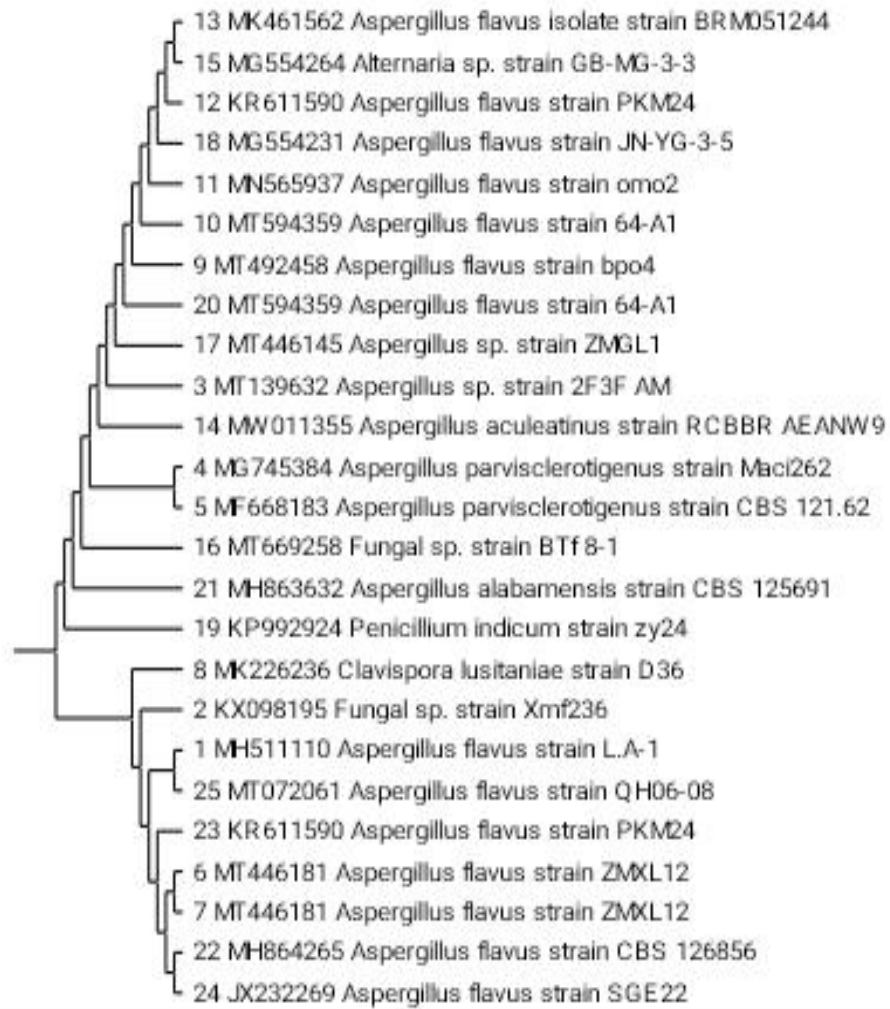 13 MK461562 Aspergillus flavus isolate strain BRM051244
15 MG554264 Alternaria sp. strain GB-MG-3-3
12 KR611590 Aspergillus flavus strain PKM24
18 MG554231 Aspergillus flavus strain JN-YG-3-5
11 MN565937 Aspergillus flavus strain omo2
10 MT594359 Aspergillus flavus strain 64-A1
9 MT492458 Aspergillus flavus strain bpo4
20 MT594359 Aspergillus flavus strain 64-A1
17 MT446145 Aspergillus sp. strain ZMGL1
3 MT139632 Aspergillus sp. strain 2F3F AM
14 MW011355 Aspergillus aculeatinus strain RCBBR AEANW9
4 MG745384 Aspergillus parvisclerotigenus strain Maci262
5 MF668183 Aspergillus parvisclerotigenus strain CBS 121.62
16 MT669258 Fungal sp. strain BTf 8-1
21 MH863632 Aspergillus alabamensis strain CBS 125691
19 KP992924 Penicillium indicum strain zy24
8 MK226236 Clavispora lusitaniae strain D36
2 KX098195 Fungal sp. strain Xmf236
1 MH511110 Aspergillus flavus strain L.A-1
25 MT072061 Aspergillus flavus strain QH06-08
23 KR611590 Aspergillus flavus strain PKM24
6 MT446181 Aspergillus flavus strain ZMXL12
7 MT446181 Aspergillus flavus strain ZMXL12
22 MH864265 Aspergillus flavus strain CBS 126856
24 JX232269 Aspergillus flavus strain SGE22